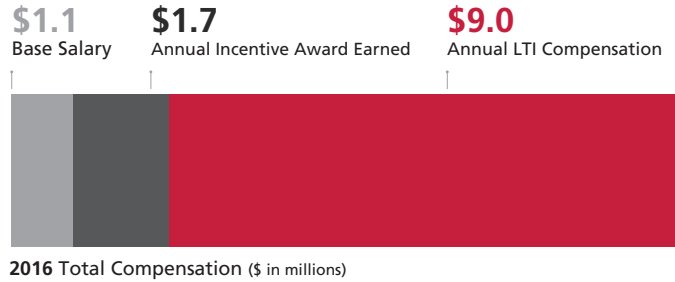 $1.1 $1.7 $9.0
Base Salary Annual Incentive Award Earned Annual LTI Compensation
2016 Total Compensation ($ in millions)